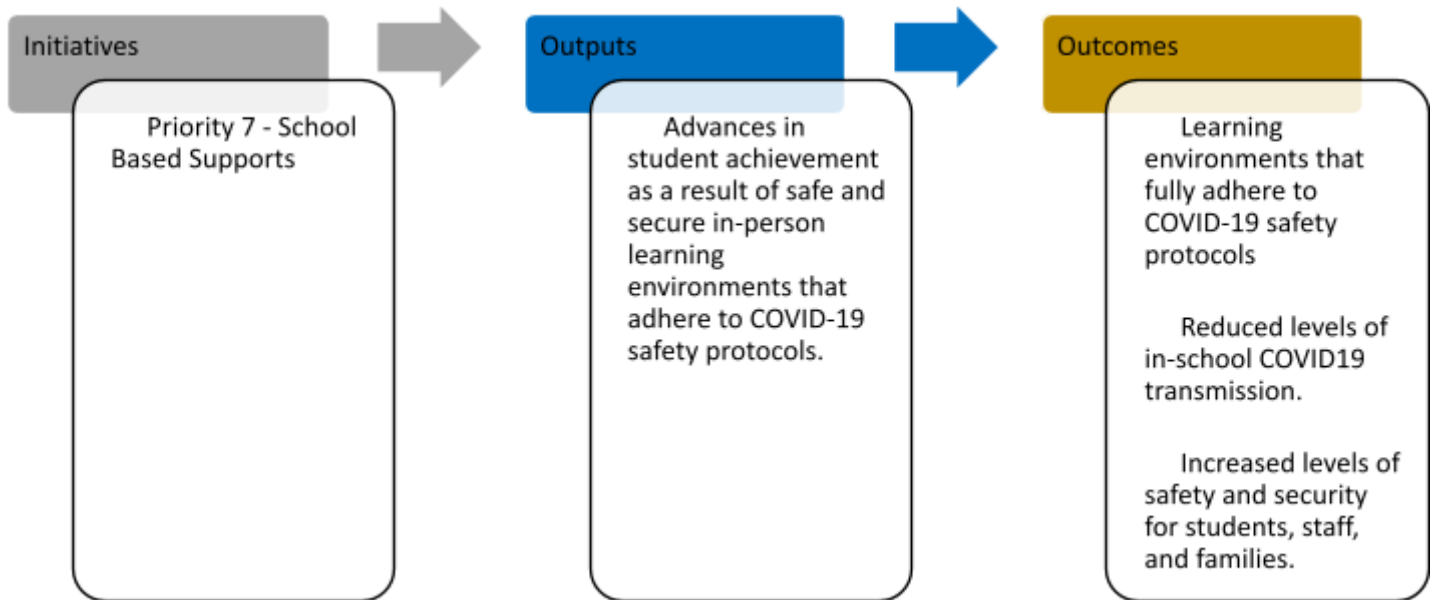 Initiatives
Priority 7 - School
Based Supports
Outputs
Advances in
student achievement
as a result of safe and
secure in-person
learning
environments that
adhere to COVID-19
safety protocols.
Outcomes
Learning
environments that
fully adhere to
COVID-19 safety
protocols
Reduced levels of
in-school COVID19
transmission.
Increased levels of
safety and security
for students, staff,
and families.